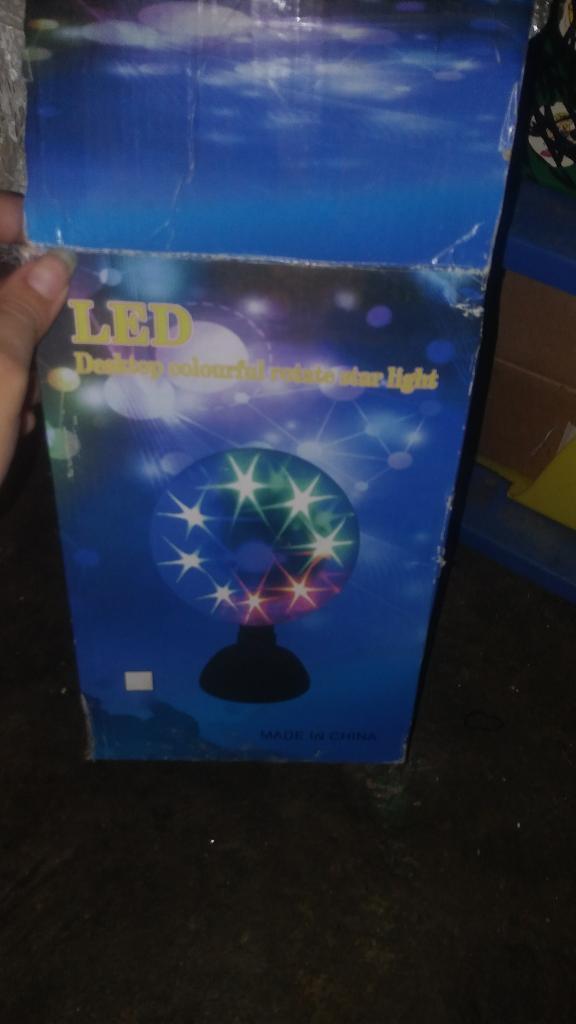 LED
Desktop colourful rotate star light
MADE IN CHINA